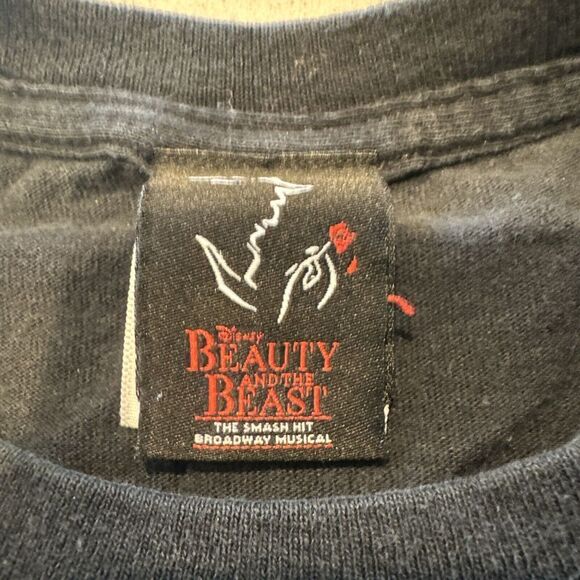 Disney
BEAUTY
AND THE
BEAST
THE SMASH HIT
BROADWAY MUSICAL